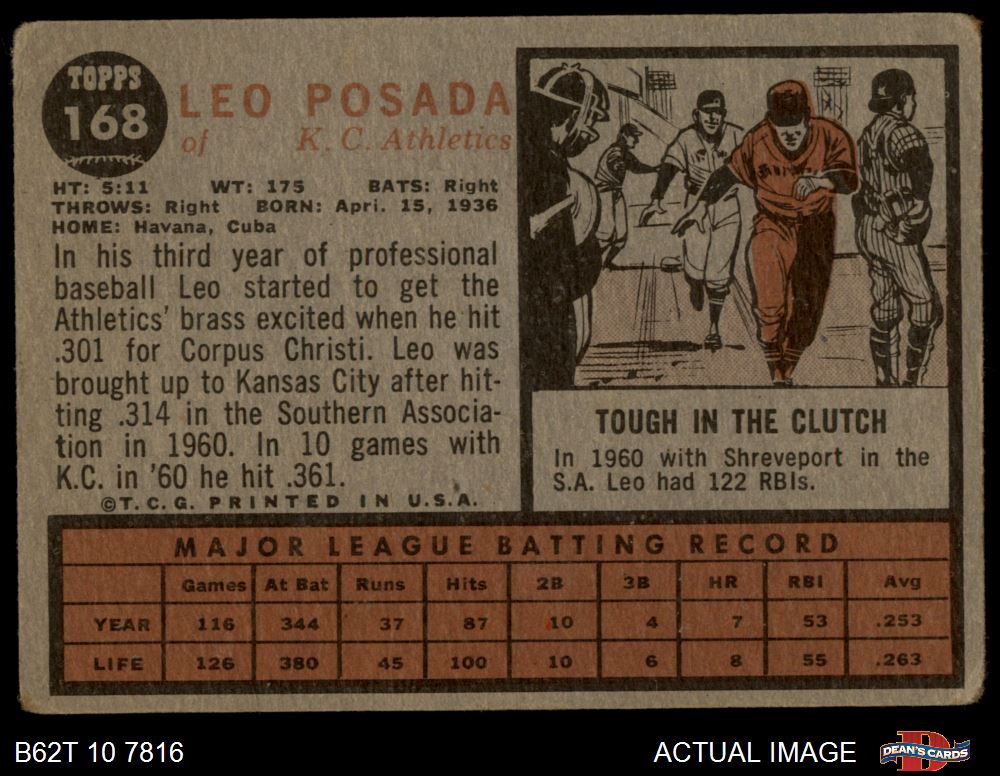 TOPPS
168
LEO POSADA
of K. C. Athletics
HT: 5:11 WT: 175 BATS: Right
THROWS: Right BORN: Apri. 15, 1936
HOME: Havana, Cuba
In his third year of professional
baseball Leo started to get the
Athletics' brass excited when he hit
.301 for Corpus Christi. Leo was
brought up to Kansas City after hit-
ting .314 in the Southern Associa-
tion in 1960. In 10 games with
K.C. in '60 he hit .361.
©T. C. G. PRINTED IN U.S.A.
TOUGH IN THE CLUTCH
In 1960 with Shreveport in the
S.A. Leo had 122 RBIs.
MAJOR LEAGUE BATTING RECORD
Games At Bat Runs Hits 2B 3B HR RBI Avg
YEAR 116 344 37 87 10 4 7 53 .253
LIFE 126 380 45 100 10 6 8 55 .263
B62T 10 7816
ACTUAL IMAGE
DEAN'S CARDS